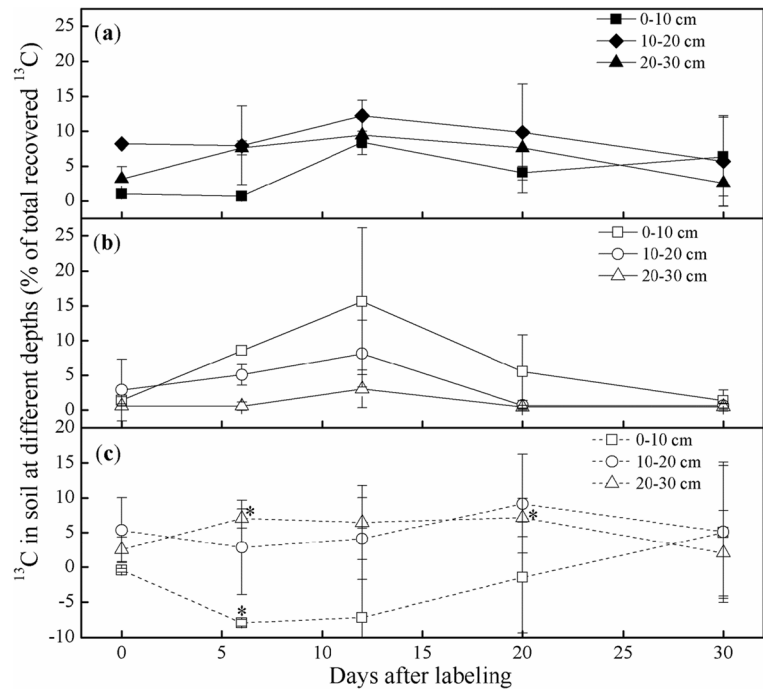 ¹³C in soil at different depths (% of total recovered ¹³C)
(a)
0-10 cm
10-20 cm
20-30 cm
25
20
15
10
5
0
(b)
0-10 cm
10-20 cm
20-30 cm
25
20
15
10
5
0
(c)
0-10 cm
10-20 cm
20-30 cm
20
15
10
5
0
-5
-10
*
*
*
0 5 10 15 20 25 30
Days after labeling